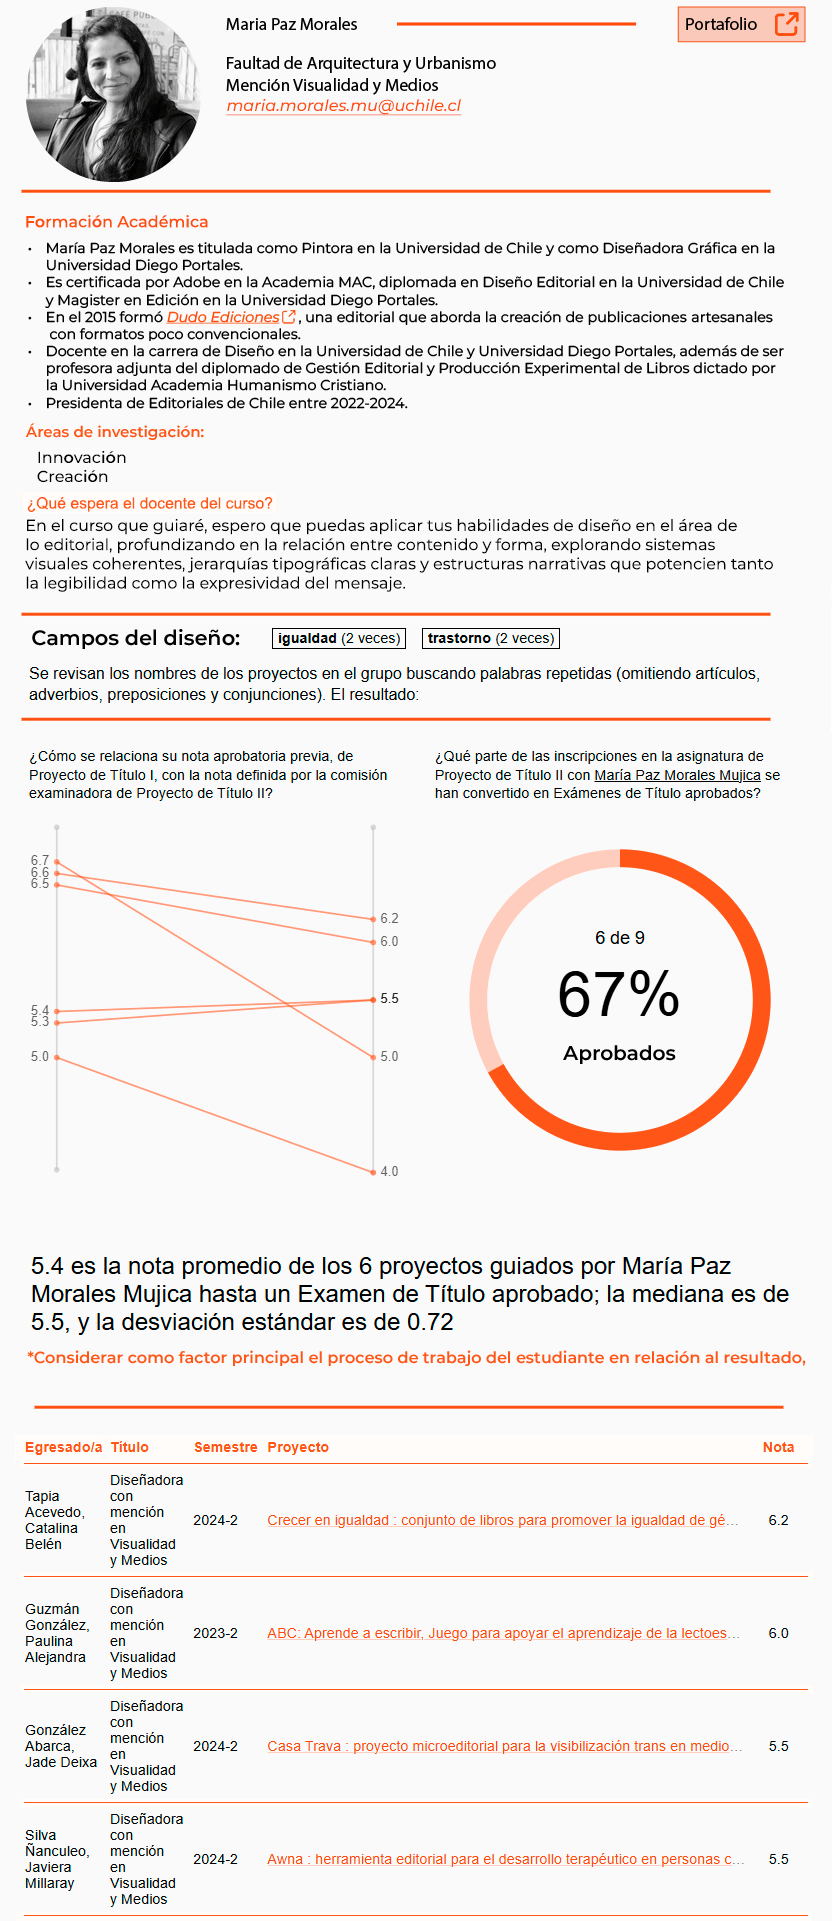 Maria Paz Morales
Portafolio
Faultad de Arquitectura y Urbanismo
Mención Visualidad y Medios
maria.morales.mu@uchile.cl
Formación Académica
• María Paz Morales es titulada como Pintora en la Universidad de Chile y como Diseñadora Gráfica en la
Universidad Diego Portales.
• Es certificada por Adobe en la Academia MAC, diplomada en Diseño Editorial en la Universidad de Chile
y Magister en Edición en la Universidad Diego Portales.
• En el 2015 formó Dudo Ediciones , una editorial que aborda la creación de publicaciones artesanales
con formatos poco convencionales.
• Docente en la carrera de Diseño en la Universidad de Chile y Universidad Diego Portales, además de ser
profesora adjunta del diplomado de Gestión Editorial y Producción Experimental de Libros dictado por
la Universidad Academia Humanismo Cristiano.
• Presidenta de Editoriales de Chile entre 2022-2024.
Áreas de investigación:
Innovación
Creación
¿Qué espera el docente del curso?
En el curso que guiaré, espero que puedas aplicar tus habilidades de diseño en el área de
lo editorial, profundizando en la relación entre contenido y forma, explorando sistemas
visuales coherentes, jerarquías tipográficas claras y estructuras narrativas que potencien tanto
la legibilidad como la expresividad del mensaje.
Campos del diseño: igualdad (2 veces) trastorno (2 veces)
Se revisan los nombres de los proyectos en el grupo buscando palabras repetidas (omitiendo artículos,
adverbios, preposiciones y conjunciones). El resultado:
¿Cómo se relaciona su nota aprobatoria previa, de
Proyecto de Título I, con la nota definida por la comisión
examinadora de Proyecto de Título II?
6.7
6.6
6.5
5.4
5.3
5.0
6.2
6.0
5.5
5.0
4.0
¿Qué parte de las inscripciones en la asignatura de
Proyecto de Título II con María Paz Morales Mujica se
han convertido en Exámenes de Título aprobados?
6 de 9
67%
Aprobados
5.4 es la nota promedio de los 6 proyectos guiados por María Paz
Morales Mujica hasta un Examen de Título aprobado; la mediana es de
5.5, y la desviación estándar es de 0.72
*Considerar como factor principal el proceso de trabajo del estudiante en relación al resultado,
Egresado/a Título Semestre Proyecto Nota
Tapia
Acevedo,
Catalina
Belén
Diseñadora
con
mención
en
Visualidad
y Medios
2024-2
Crecer en igualdad : conjunto de libros para promover la igualdad de gé...
6.2
Guzmán
González,
Paulina
Alejandra
Diseñadora
con
mención
en
Visualidad
y Medios
2023-2
ABC: Aprende a escribir, Juego para apoyar el aprendizaje de la lectoes...
6.0
González
Abarca,
Jade Deixa
Diseñadora
con
mención
en
Visualidad
y Medios
2024-2
Casa Trava : proyecto microeditorial para la visibilización trans en medio...
5.5
Silva
Ñanculeo,
Javiera
Millaray
Diseñadora
con
mención
en
Visualidad
y Medios
2024-2
Awna : herramienta editorial para el desarrollo terapéutico en personas c...
5.5